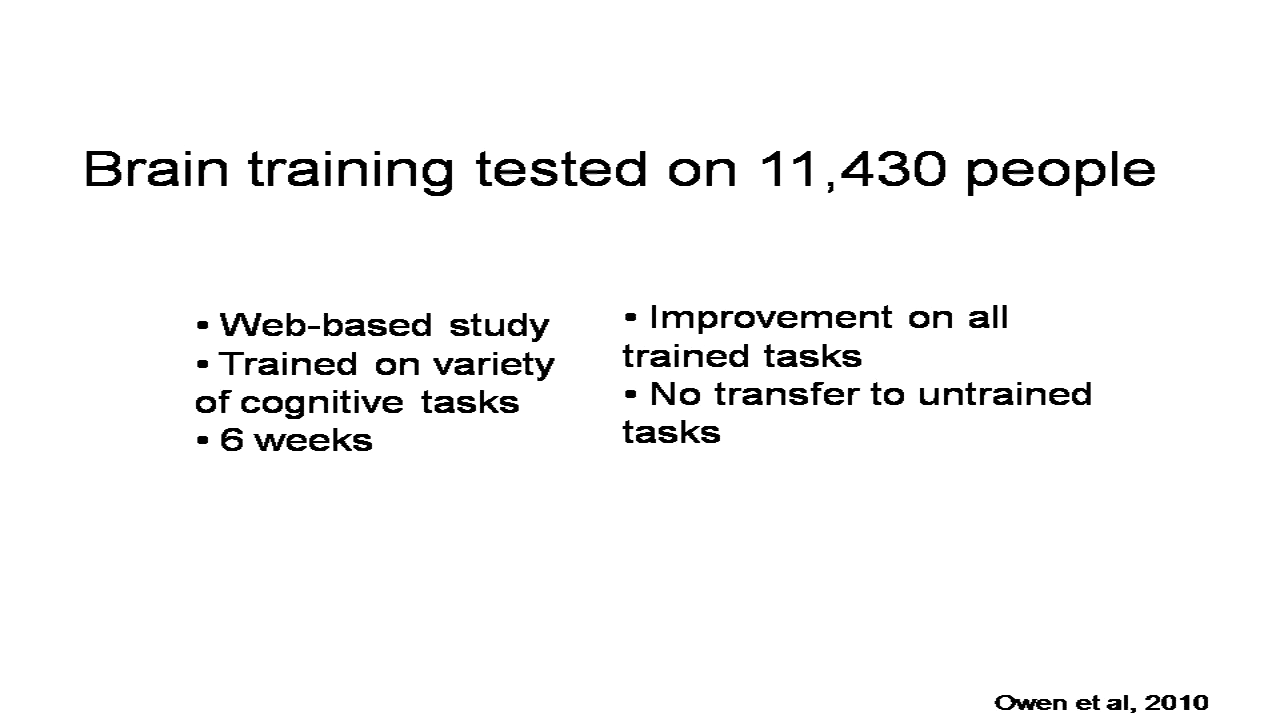 Brain training tested on 11,430 people
• Web-based study
• Trained on variety
of cognitive tasks
• 6 weeks
• Improvement on all
trained tasks
• No transfer to untrained
tasks
Owen et al, 2010